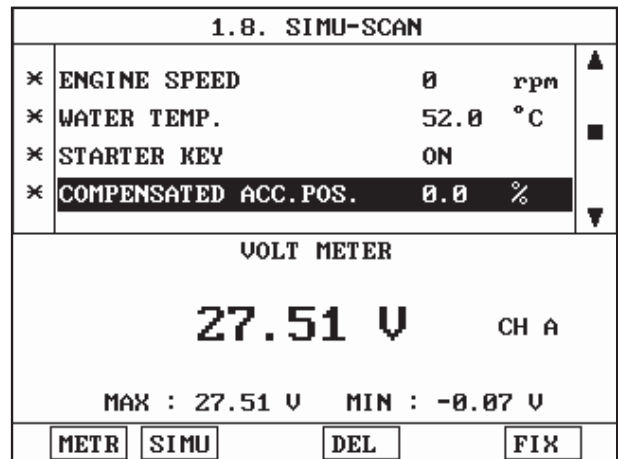 1.8. SIMU-SCAN
* ENGINE SPEED 0 rpm
* WATER TEMP. 52.0 °C
* STARTER KEY ON
* COMPENSATED ACC.POS. 0.0 %
VOLT METER
27.51 V CH A
MAX : 27.51 V MIN : -0.07 V
METR SIMU DEL FIX